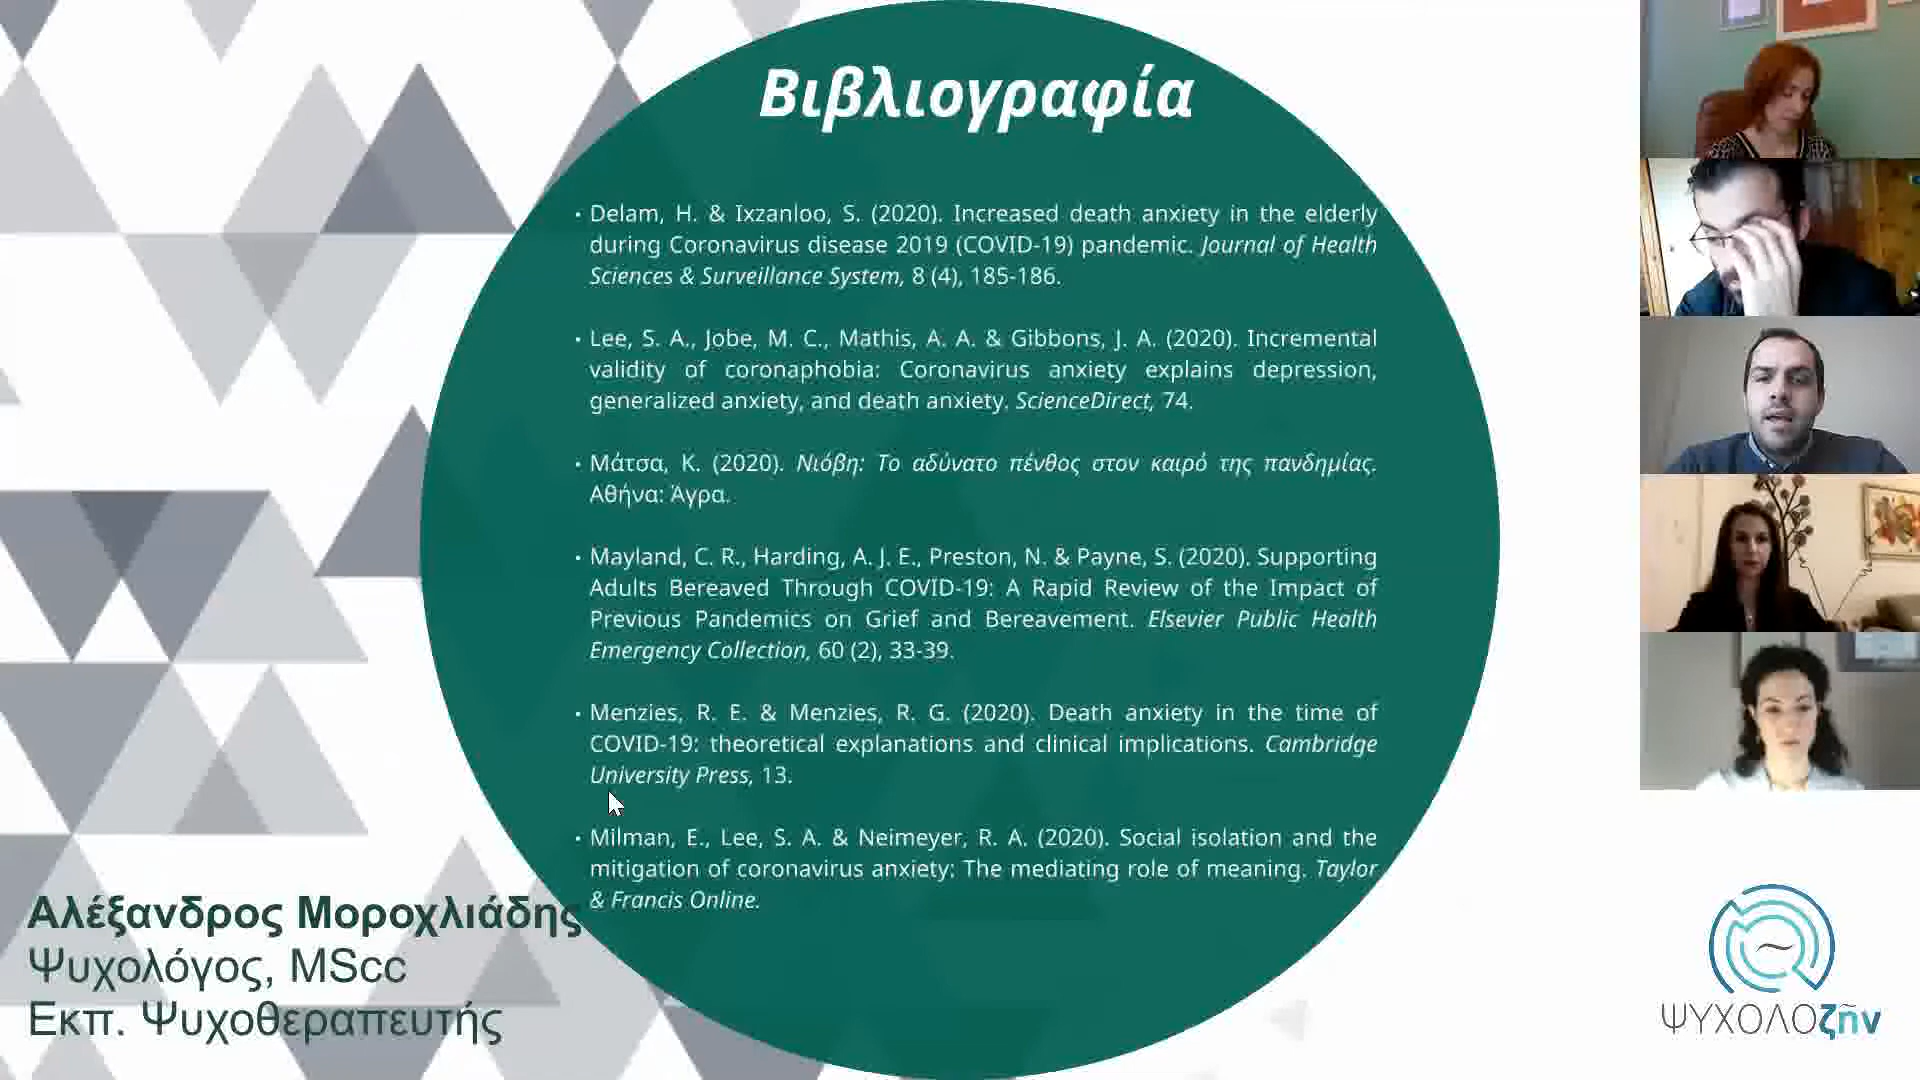 Βιβλιογραφία
• Delam, H. & Ixzanloo, S. (2020). Increased death anxiety in the elderly
during Coronavirus disease 2019 (COVID-19) pandemic. Journal of Health
Sciences & Surveillance System, 8 (4), 185-186.
• Lee, S. A., Jobe, M. C., Mathis, A. A. & Gibbons, J. A. (2020). Incremental
validity of coronaphobia: Coronavirus anxiety explains depression,
generalized anxiety, and death anxiety. ScienceDirect, 74.
• Μάτσα, Κ. (2020). Νιόβη: Το αδύνατο πένθος στον καιρό της πανδημίας.
Αθήνα: Άγρα.
• Mayland, C. R., Harding, A. J. E., Preston, N. & Payne, S. (2020). Supporting
Adults Bereaved Through COVID-19: A Rapid Review of the Impact of
Previous Pandemics on Grief and Bereavement. Elsevier Public Health
Emergency Collection, 60 (2), 33-39.
• Menzies, R. E. & Menzies, R. G. (2020). Death anxiety in the time of
COVID-19: theoretical explanations and clinical implications. Cambridge
University Press, 13.
• Milman, E., Lee, S. A. & Neimeyer, R. A. (2020). Social isolation and the
mitigation of coronavirus anxiety: The mediating role of meaning. Taylor
& Francis Online.
Αλέξανδρος Μοροχλιάδης
Ψυχολόγος, MScc
Εκπ. Ψυχοθεραπευτής
ΨΥΧΟΛΟζῆν